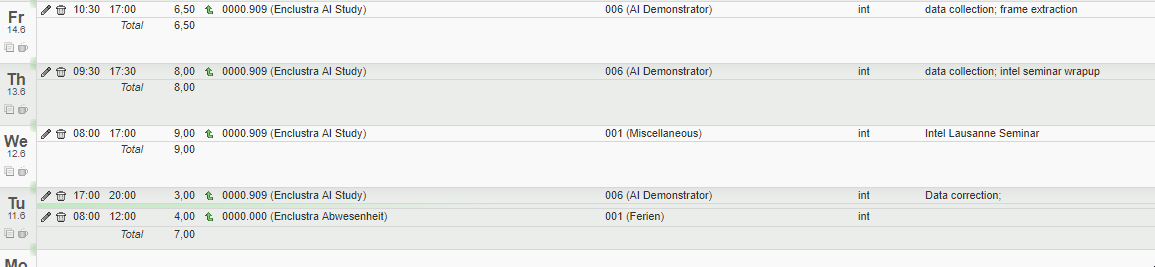 Fr
14.6
10:30 17:00 6,50 0000.909 (Enclustra AI Study) 006 (AI Demonstrator) int data collection; frame extraction
Total 6,50
Th
13.6
09:30 17:30 8,00 0000.909 (Enclustra AI Study) 006 (AI Demonstrator) int data collection; intel seminar wrapup
Total 8,00
We
12.6
08:00 17:00 9,00 0000.909 (Enclustra AI Study) 001 (Miscellaneous) int Intel Lausanne Seminar
Total 9,00
Tu
11.6
17:00 20:00 3,00 0000.909 (Enclustra AI Study) 006 (AI Demonstrator) int Data correction;
08:00 12:00 4,00 0000.000 (Enclustra Abwesenheit) 001 (Ferien) int
Total 7,00
Mo